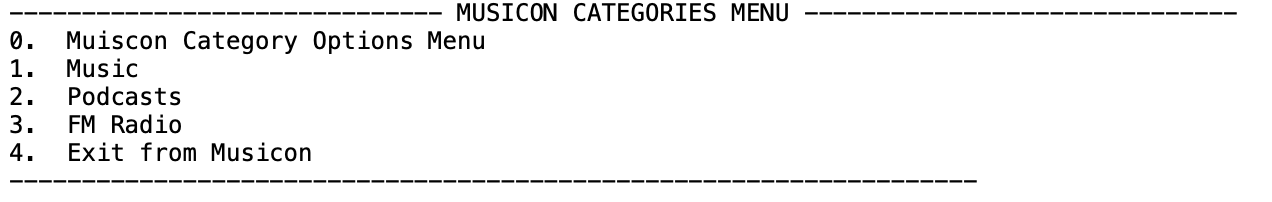 ------------------------------ MUSICON CATEGORIES MENU ------------------------------
0.  Muiscon Category Options Menu
1.  Music
2.  Podcasts
3.  FM Radio
4.  Exit from Musicon
-------------------------------------------------------------------